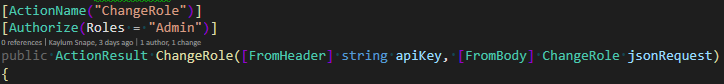 [ActionName("ChangeRole")]
[Authorize(Roles = "Admin")]
0 references | Kaylum Snape, 3 days ago | 1 author, 1 change
public ActionResult ChangeRole([FromHeader] string apiKey, [FromBody] ChangeRole jsonRequest)
{